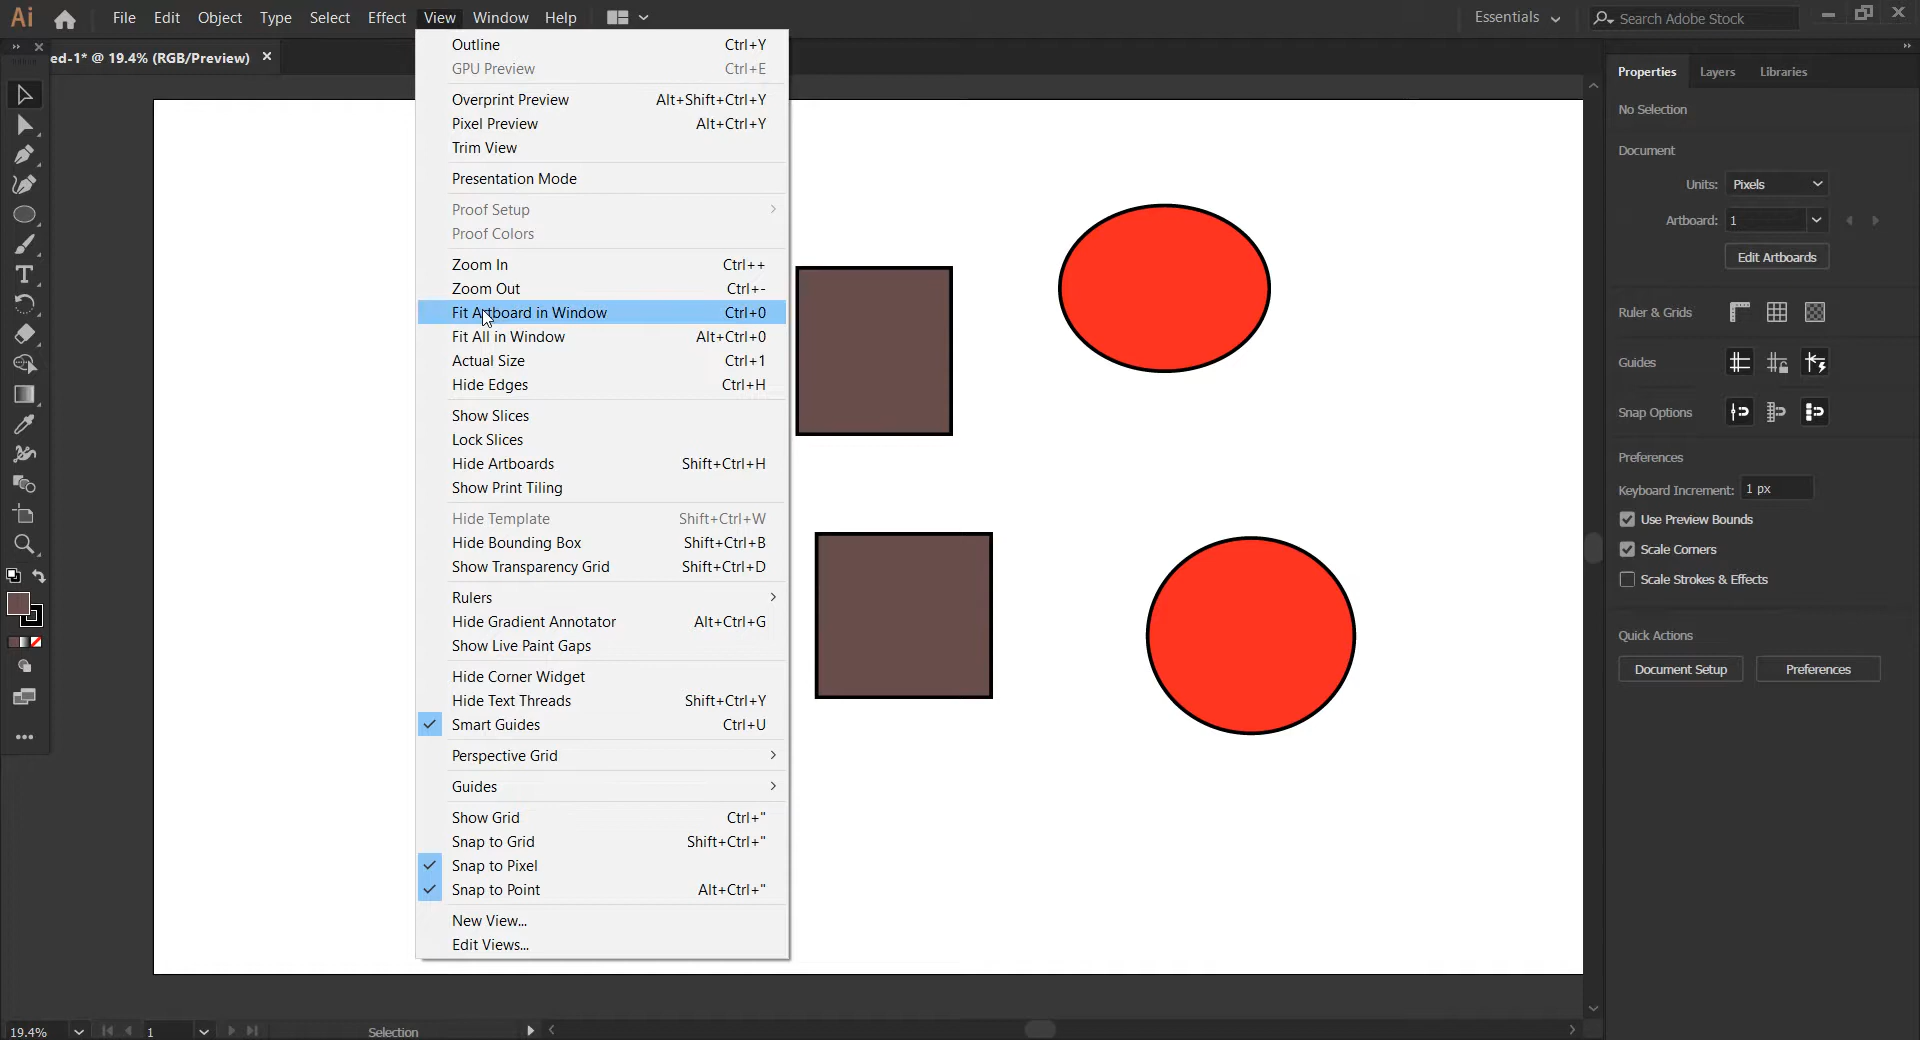 Ai File Edit Object Type Select Effect View Window Help Essentials Search Adobe Stock
ed-1* @ 19.4% (RGB/Preview)
Outline Ctrl+Y
GPU Preview Ctrl+E
Overprint Preview Alt+Shift+Ctrl+Y
Pixel Preview Alt+Ctrl+Y
Trim View
Presentation Mode
Proof Setup
Proof Colors
Zoom In Ctrl++
Zoom Out Ctrl+-
Fit Artboard in Window Ctrl+0
Fit All in Window Alt+Ctrl+0
Actual Size Ctrl+1
Hide Edges Ctrl+H
Show Slices
Lock Slices
Hide Artboards Shift+Ctrl+H
Show Print Tiling
Hide Template Shift+Ctrl+W
Hide Bounding Box Shift+Ctrl+B
Show Transparency Grid Shift+Ctrl+D
Rulers
Hide Gradient Annotator Alt+Ctrl+G
Show Live Paint Gaps
Hide Corner Widget
Hide Text Threads Shift+Ctrl+Y
Smart Guides Ctrl+U
Perspective Grid
Guides
Show Grid Ctrl+"
Snap to Grid Shift+Ctrl+"
Snap to Pixel
Snap to Point Alt+Ctrl+"
New View...
Edit Views...
Properties Layers Libraries
No Selection
Document
Units: Pixels
Artboard: 1
Edit Artboards
Ruler & Grids
Guides
Snap Options
Preferences
Keyboard Increment: 1 px
Use Preview Bounds
Scale Corners
Scale Strokes & Effects
Quick Actions
Document Setup Preferences
19.4% 1 Selection